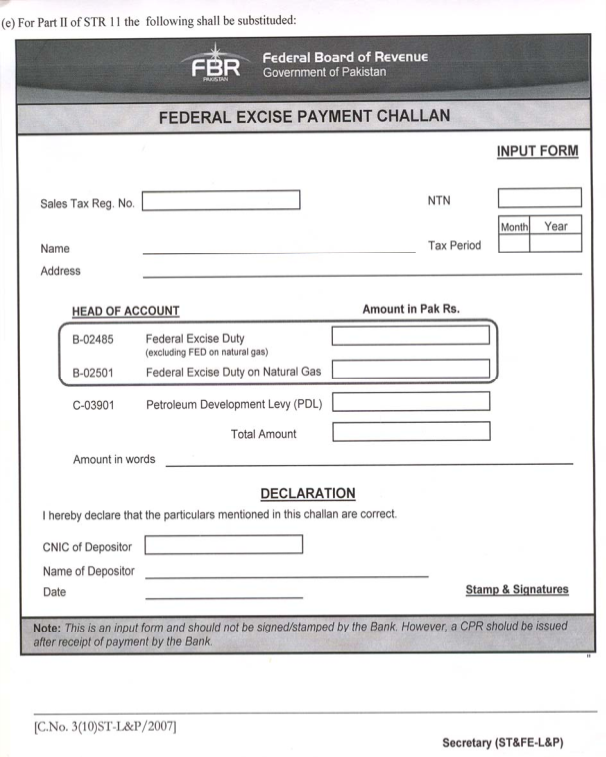 (e) For Part II of STR 11 the following shall be substituded:
FBR
PAKISTAN
Federal Board of Revenue
Government of Pakistan
FEDERAL EXCISE PAYMENT CHALLAN
INPUT FORM
Sales Tax Reg. No.
NTN
Month Year
Name
Tax Period
Address
HEAD OF ACCOUNT Amount in Pak Rs.
B-02485 Federal Excise Duty
(excluding FED on natural gas)
B-02501 Federal Excise Duty on Natural Gas
C-03901 Petroleum Development Levy (PDL)
Total Amount
Amount in words
DECLARATION
I hereby declare that the particulars mentioned in this challan are correct.
CNIC of Depositor
Name of Depositor
Date
Stamp & Signatures
Note: This is an input form and should not be signed/stamped by the Bank. However, a CPR sholud be issued
after receipt of payment by the Bank.
"
[C.No. 3(10)ST-L&P/2007]
Secretary (ST&FE-L&P)